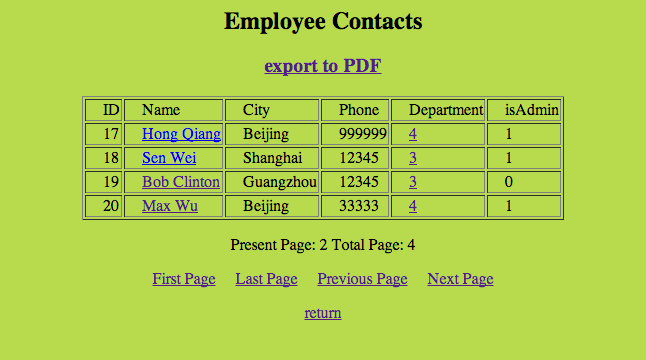 Employee Contacts
export to PDF
ID Name City Phone Department isAdmin
17 Hong Qiang Beijing 999999 4 1
18 Sen Wei Shanghai 12345 3 1
19 Bob Clinton Guangzhou 12345 3 0
20 Max Wu Beijing 33333 4 1
Present Page: 2 Total Page: 4
First Page Last Page Previous Page Next Page
return